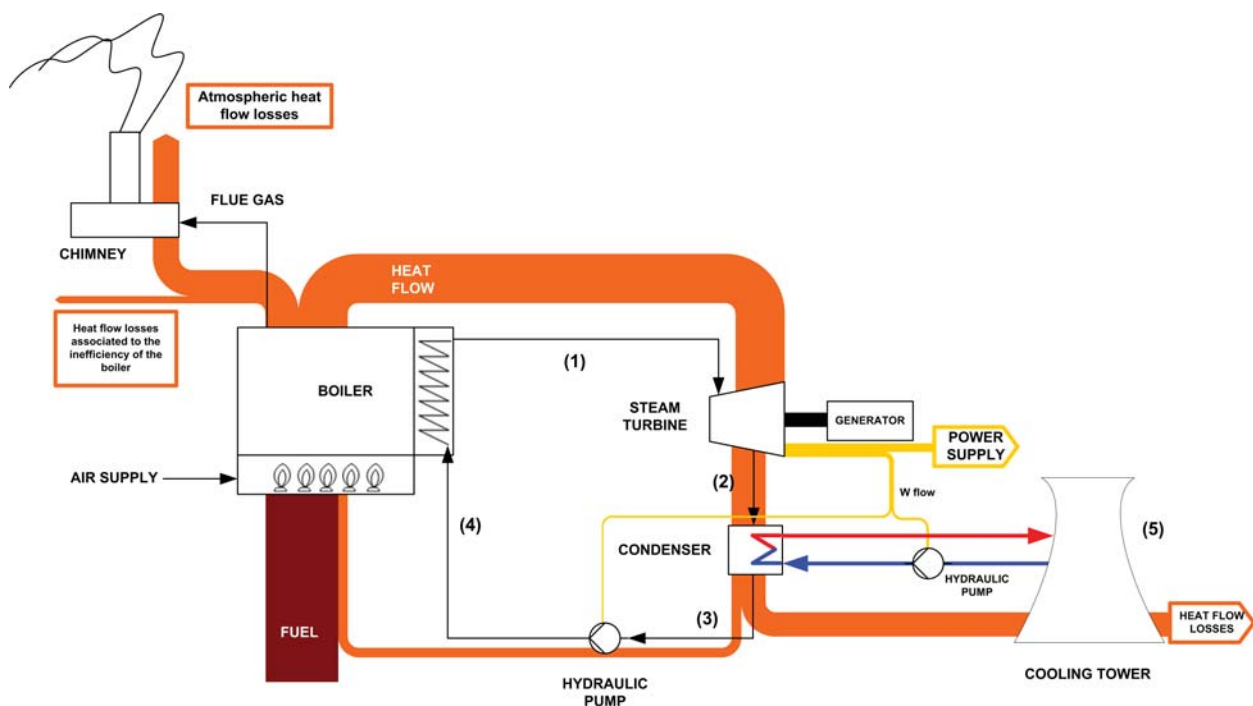 Atmospheric heat
flow losses
FLUE GAS
CHIMNEY
HEAT
FLOW
Heat flow losses
associated to the
inefficiency of the
boiler
(1)
BOILER
STEAM
TURBINE
GENERATOR
POWER
SUPPLY
AIR SUPPLY
(2)
W flow
(4)
(5)
CONDENSER
HYDRAULIC
PUMP
(3)
HEAT FLOW
LOSSES
FUEL
COOLING TOWER
HYDRAULIC
PUMP